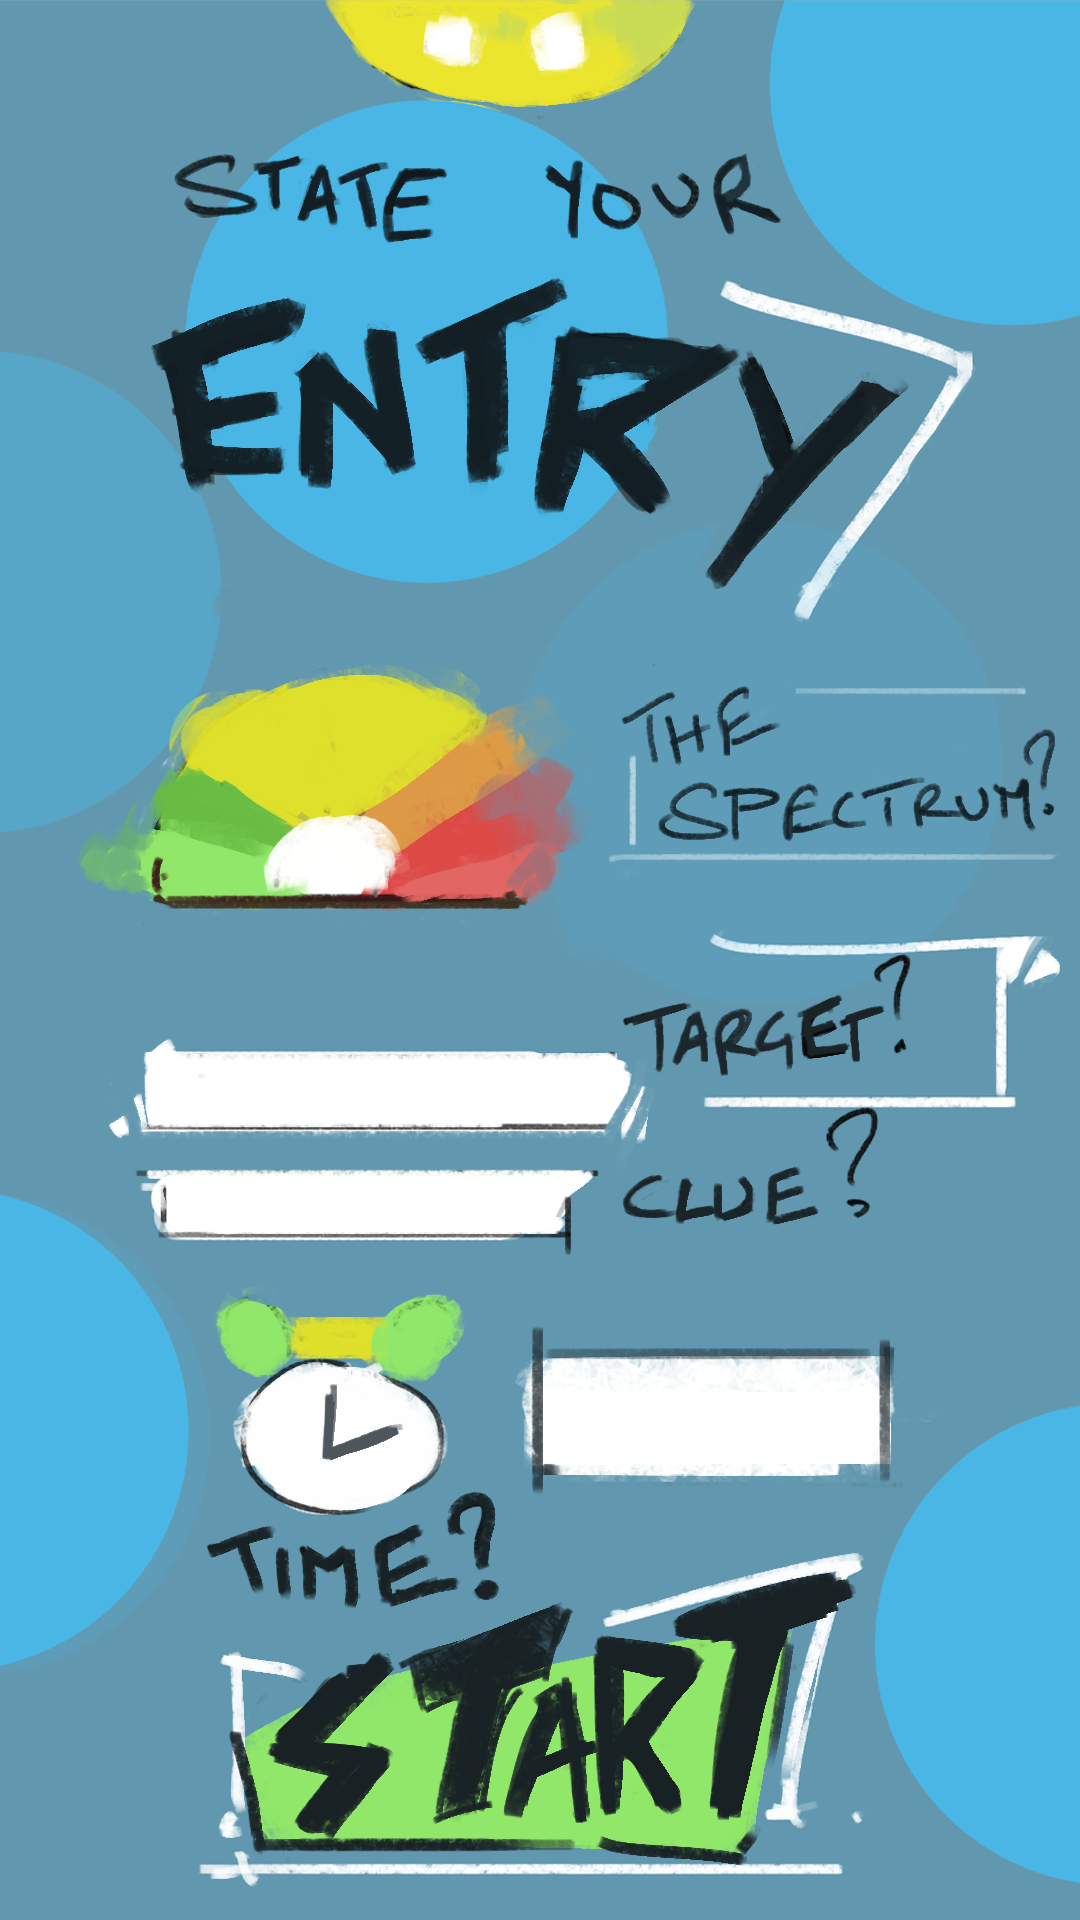 STATE YOUR
ENTRY
THE
SPECTRUM?
TARGET?
CLUE?
TIME?
START